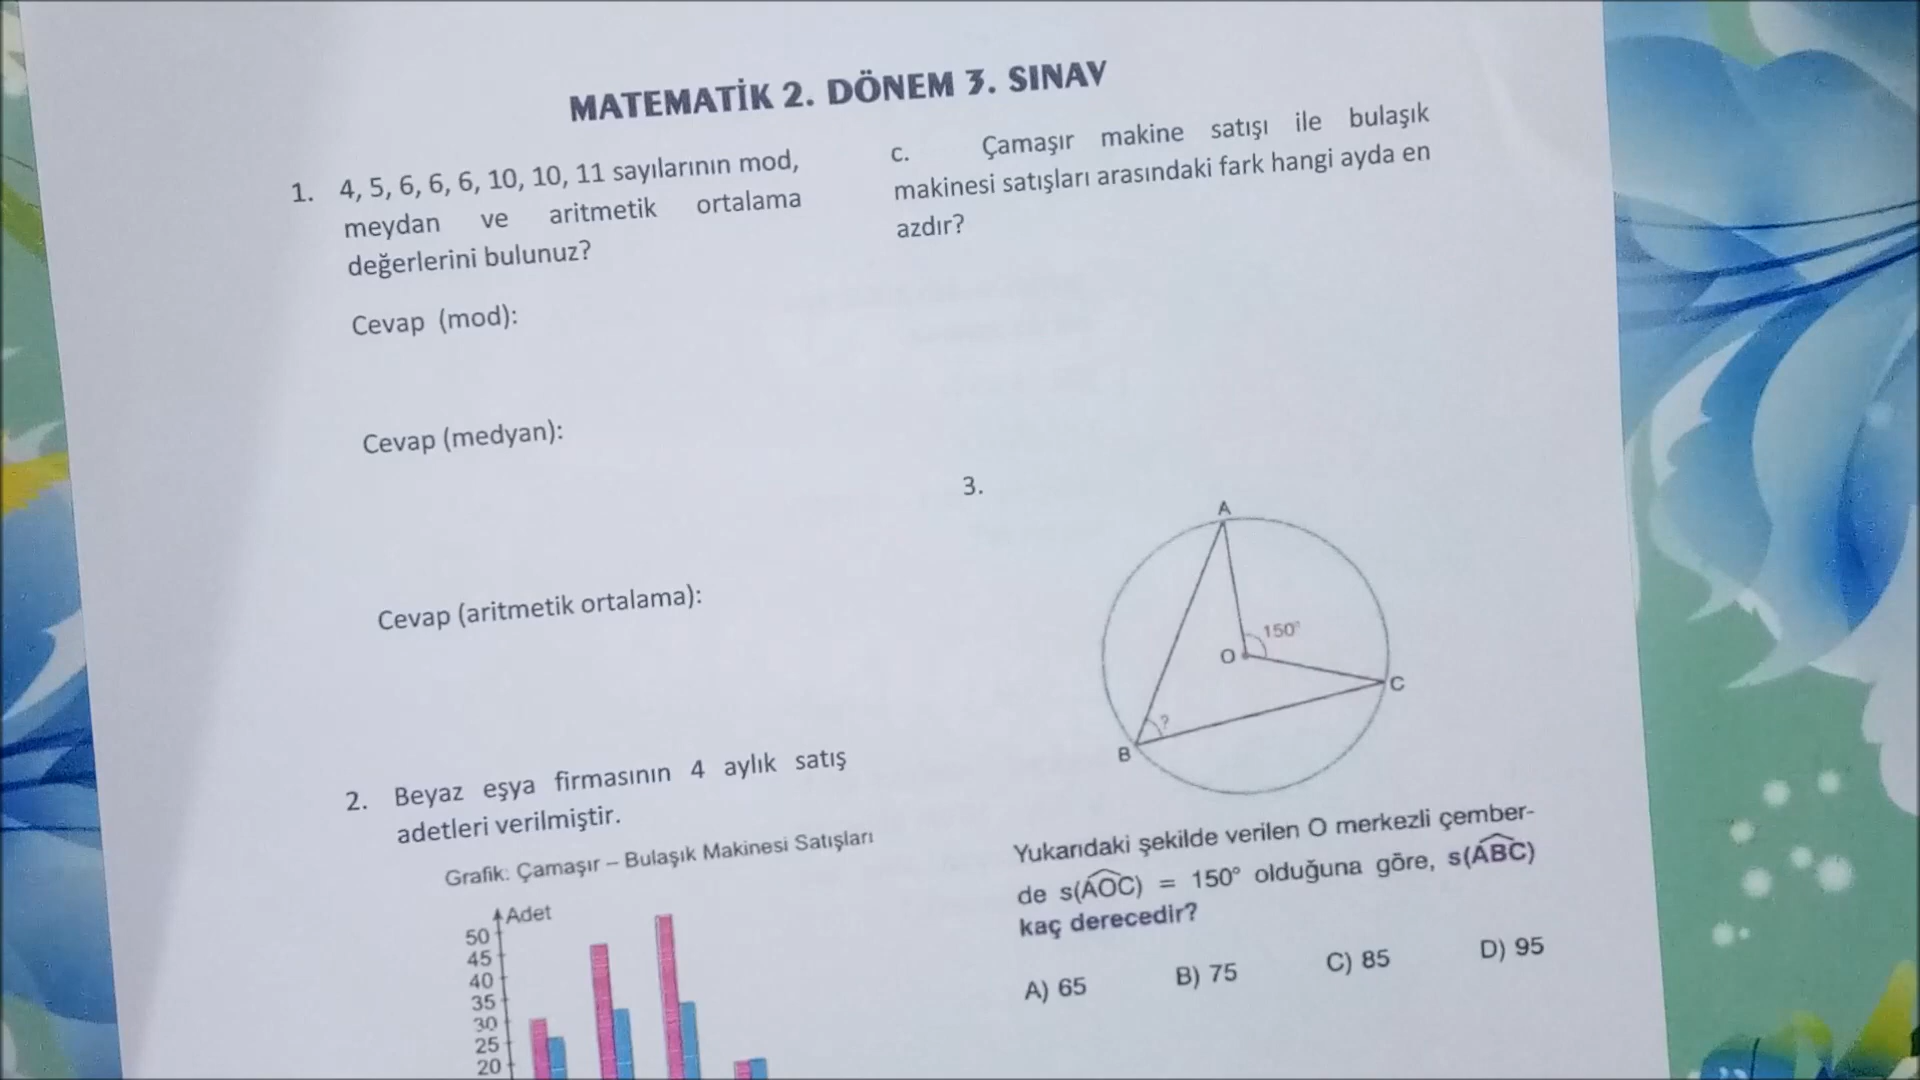 MATEMATİK 2. DÖNEM 3. SINAV
1. 4, 5, 6, 6, 6, 10, 10, 11 sayılarının mod,
meydan ve aritmetik ortalama
değerlerini bulunuz?
Cevap (mod):
Cevap (medyan):
Cevap (aritmetik ortalama):
2. Beyaz eşya firmasının 4 aylık satış
adetleri verilmiştir.
Grafik: Çamaşır – Bulaşık Makinesi Satışları
Adet
50
45
40
35
30
25
20
c. Çamaşır makine satışı ile bulaşık
makinesi satışları arasındaki fark hangi ayda en
azdır?
3.
A
150°
O
C
?
B
Yukarıdaki şekilde verilen O merkezli çember-
de s(AOC) = 150° olduğuna göre, s(ABC)
kaç derecedir?
A) 65 B) 75 C) 85 D) 95